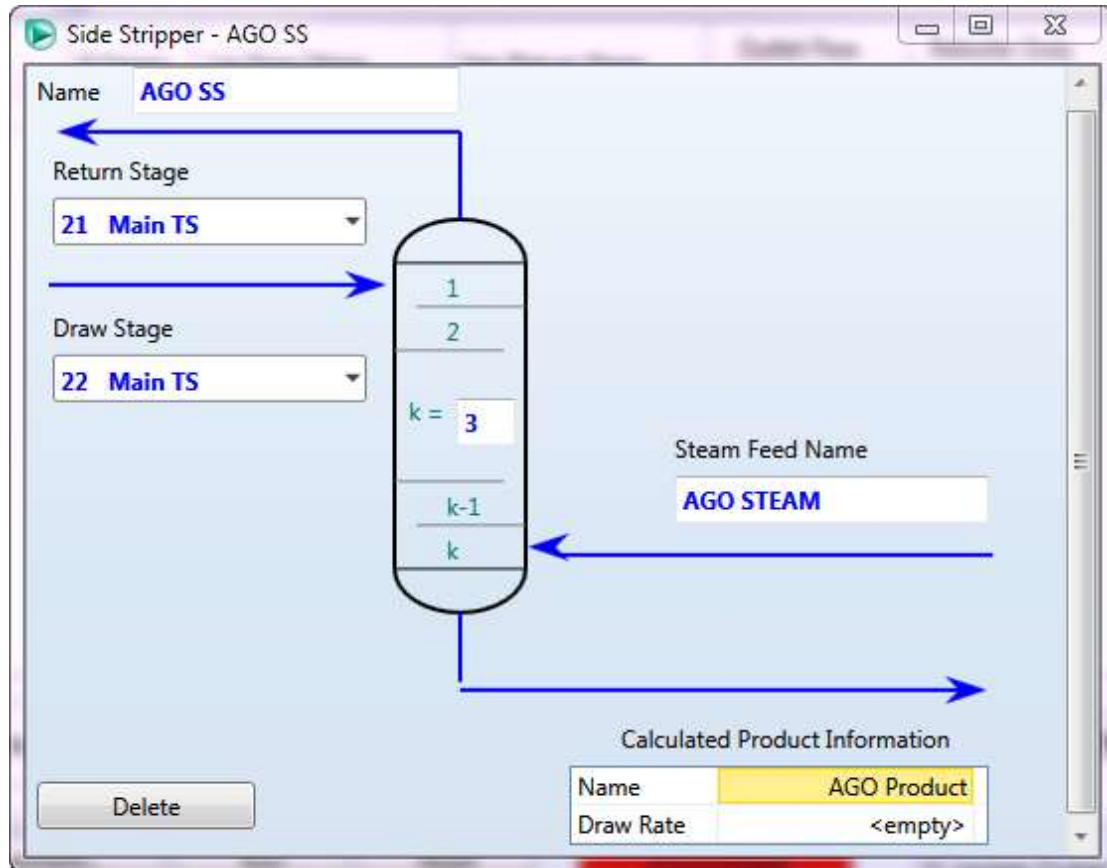 Side Stripper - AGO SS
Name AGO SS
Return Stage
21 Main TS
1
Draw Stage
2
22 Main TS
k = 3
Steam Feed Name
AGO STEAM
k-1
k
Calculated Product Information
Name AGO Product
Delete
Draw Rate <empty>